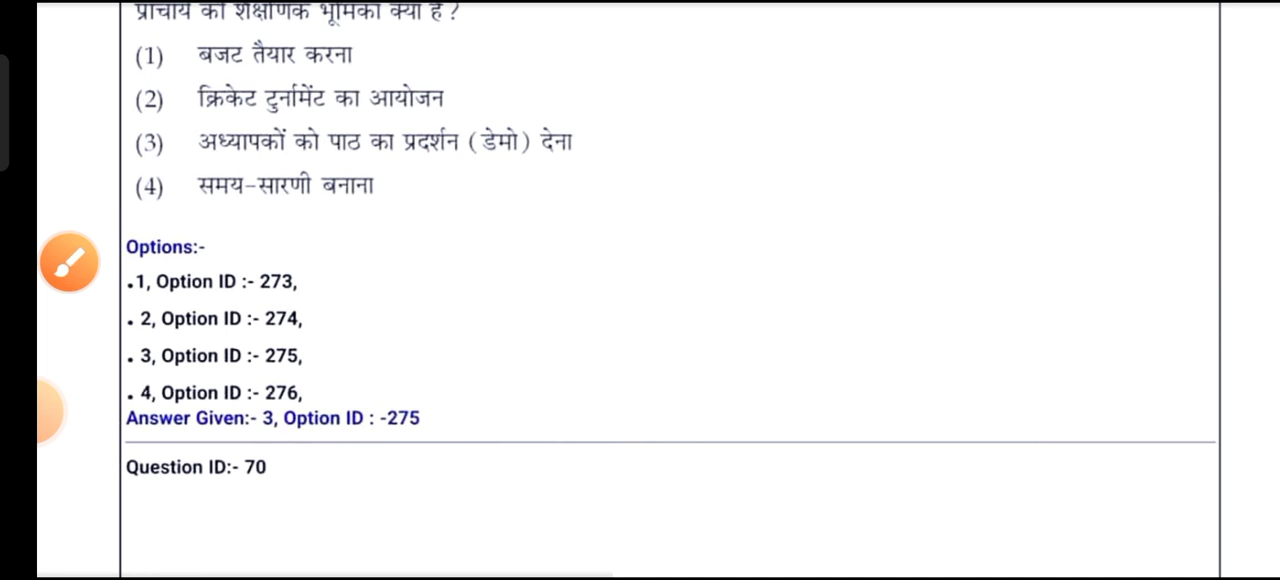 प्राचार्य की शैक्षणिक भूमिका क्या है ?
(1) बजट तैयार करना
(2) क्रिकेट टुर्नामेंट का आयोजन
(3) अध्यापकों को पाठ का प्रदर्शन (डेमो) देना
(4) समय-सारणी बनाना
Options:-
.1, Option ID :- 273,
. 2, Option ID :- 274,
. 3, Option ID :- 275,
. 4, Option ID :- 276,
Answer Given:- 3, Option ID : -275
Question ID:- 70